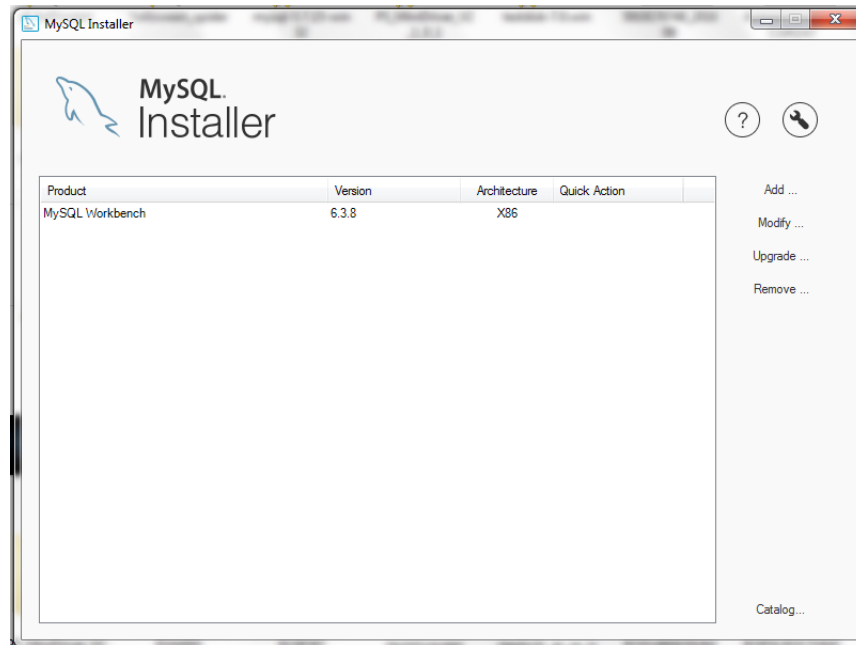 MySQL Installer
MySQL.
Installer
?
Product Version Architecture Quick Action
MySQL Workbench 6.3.8 X86
Add ...
Modify ...
Upgrade ...
Remove ...
Catalog...